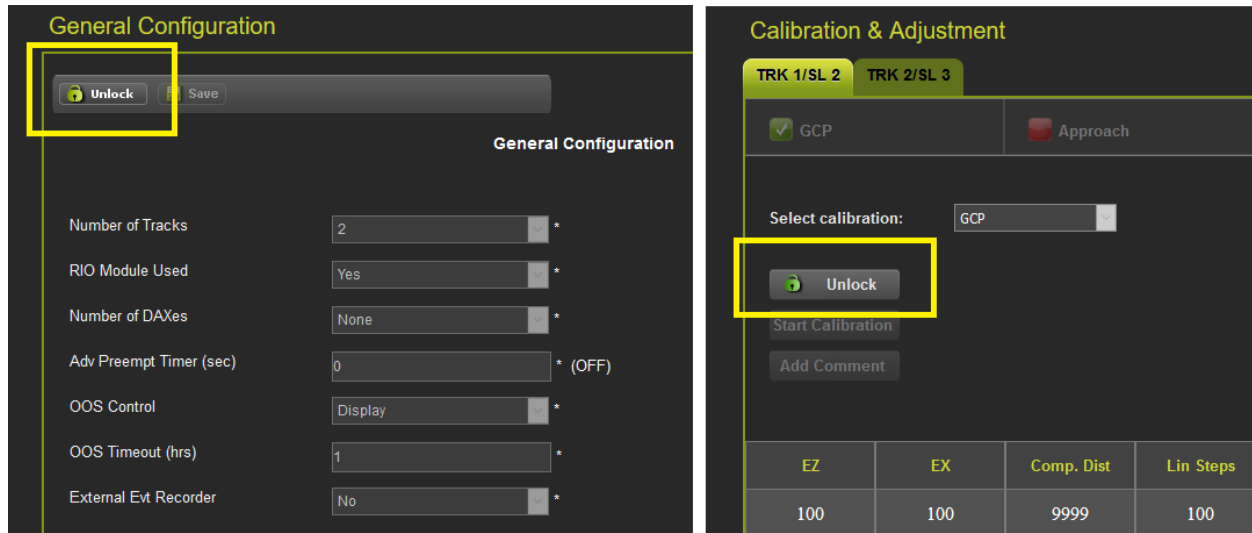 General Configuration
Unlock Save
General Configuration
Number of Tracks 2 *
RIO Module Used Yes *
Number of DAXes None *
Adv Preempt Timer (sec) 0 * (OFF)
OOS Control Display *
OOS Timeout (hrs) 1 *
External Evt Recorder No *
Calibration & Adjustment
TRK 1/SL 2 TRK 2/SL 3
GCP Approach
Select calibration: GCP
Unlock
Start Calibration
Add Comment
EZ EX Comp. Dist Lin Steps
100 100 9999 100